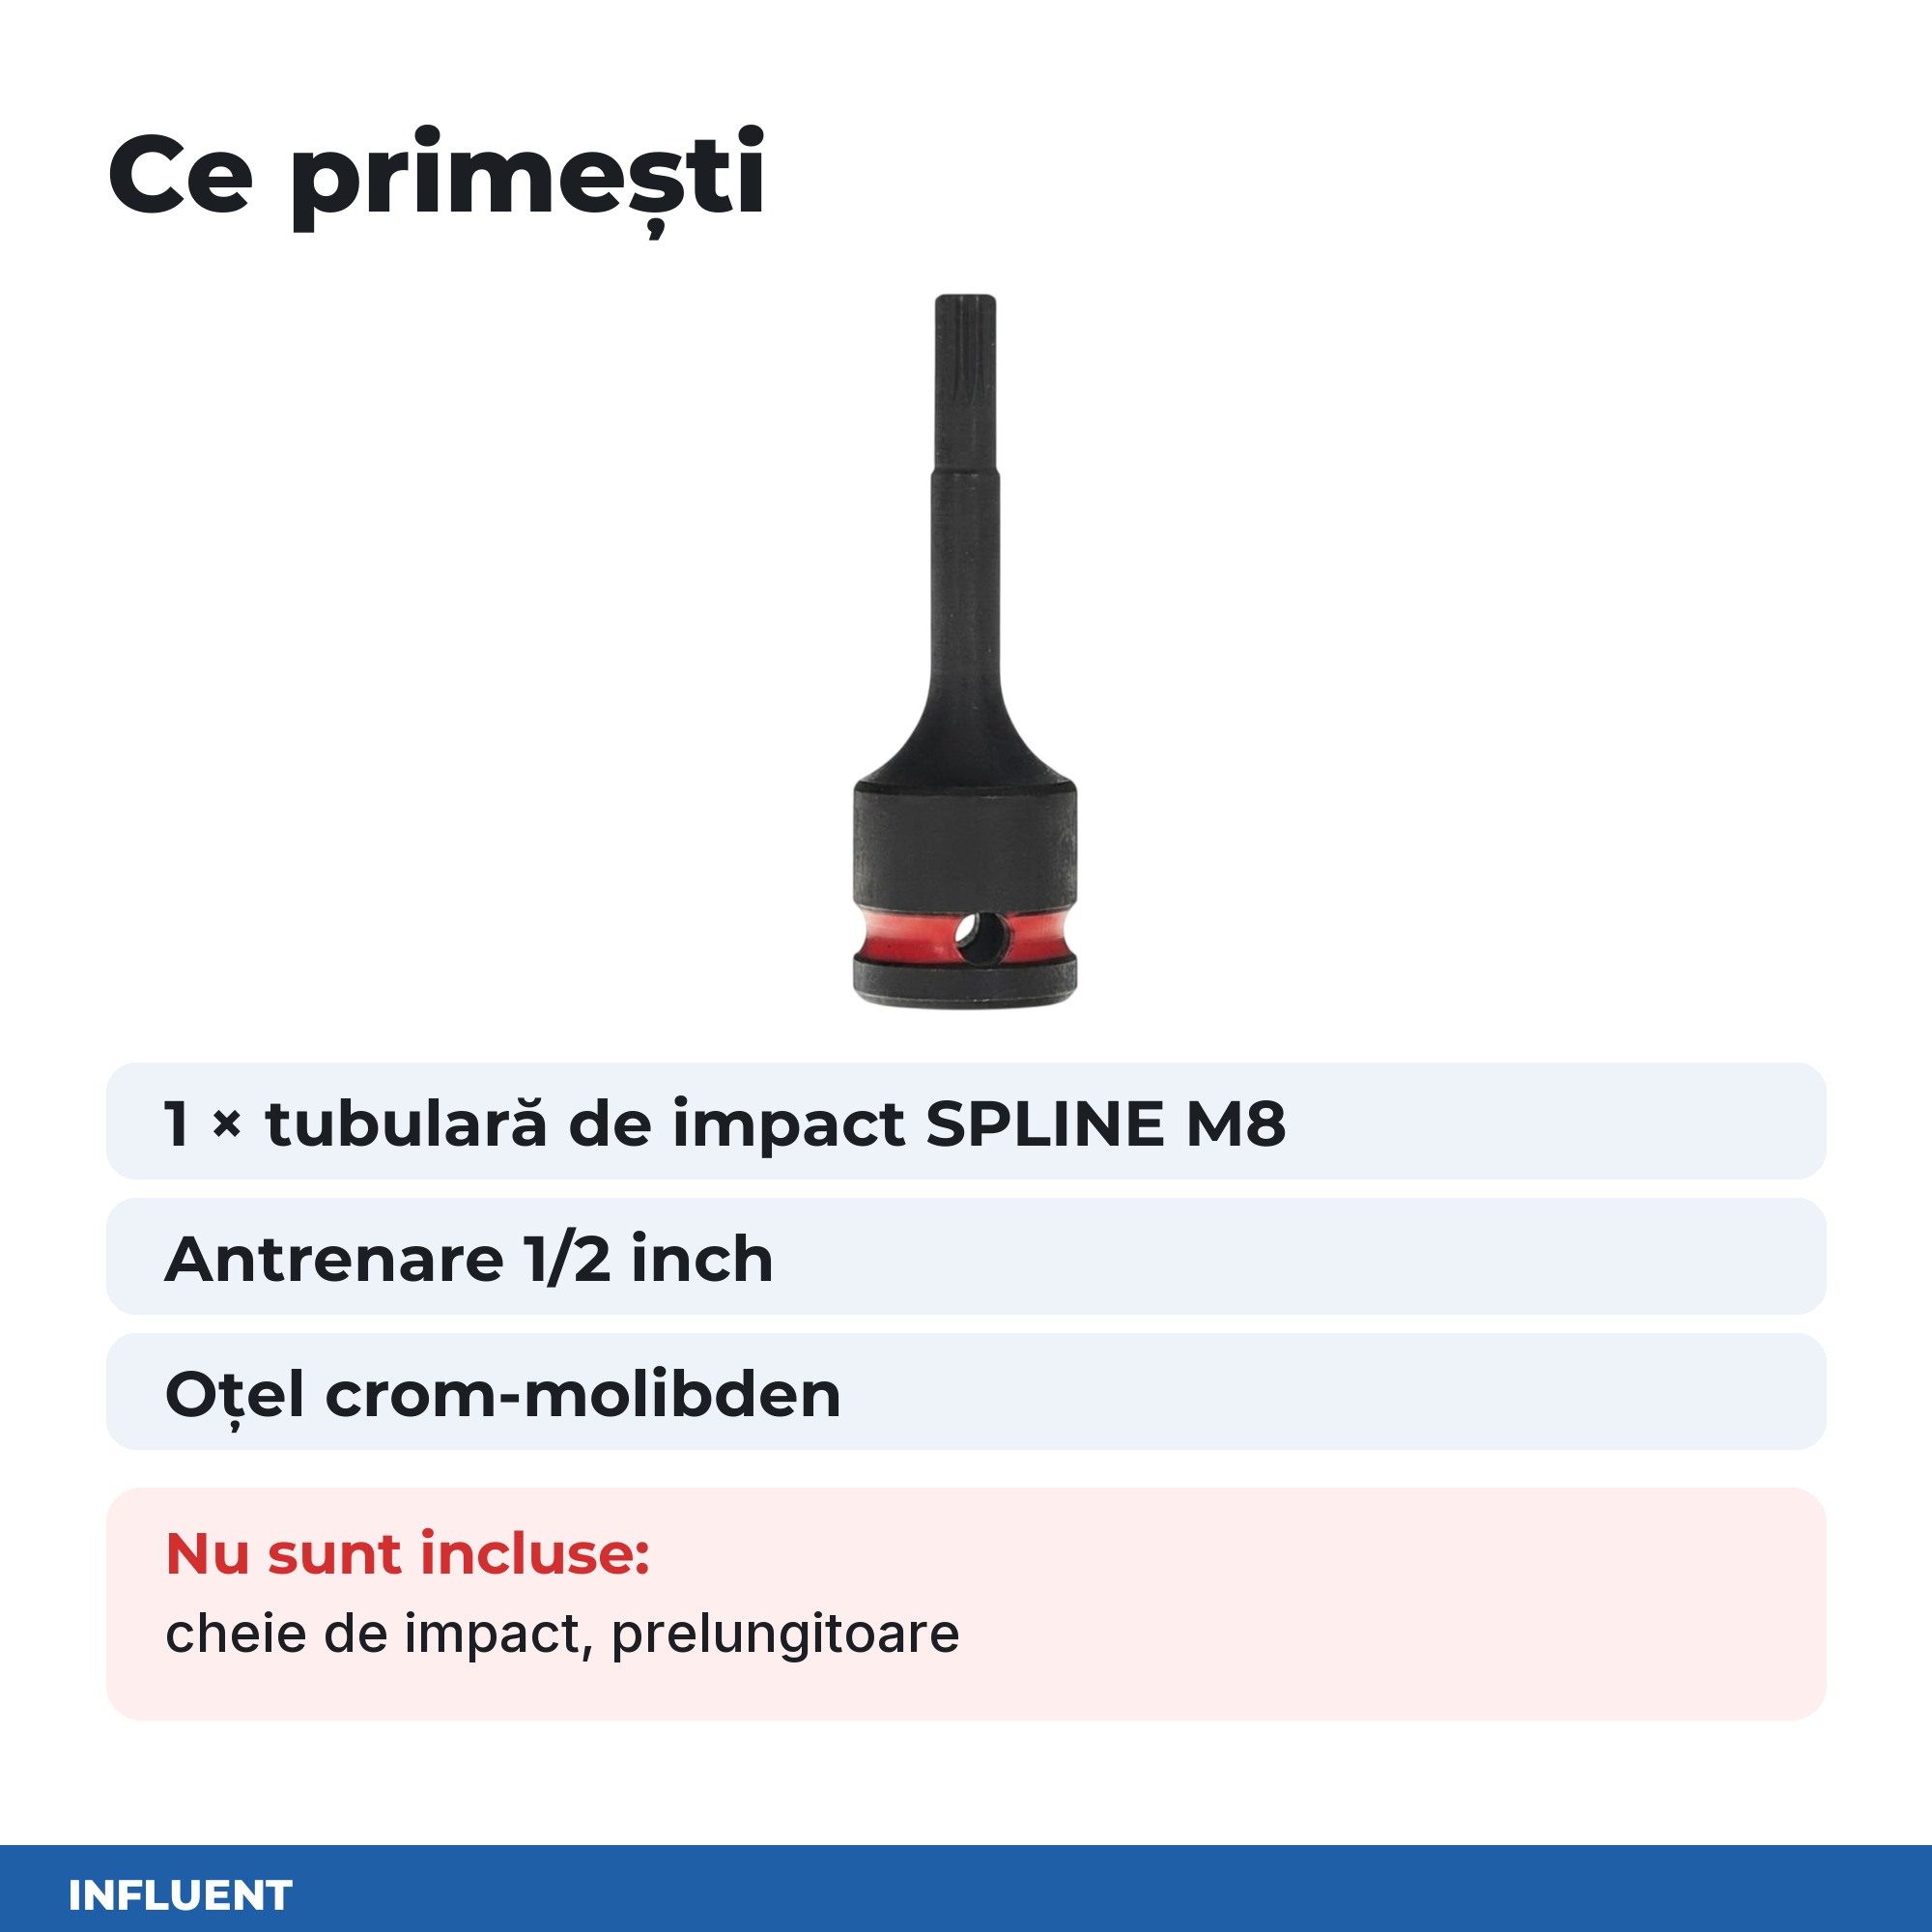 Ce primești
1 × tubulară de impact SPLINE M8
Antrenare 1/2 inch
Oțel crom-molibden
Nu sunt incluse:
cheie de impact, prelungitoare
INFLUENT